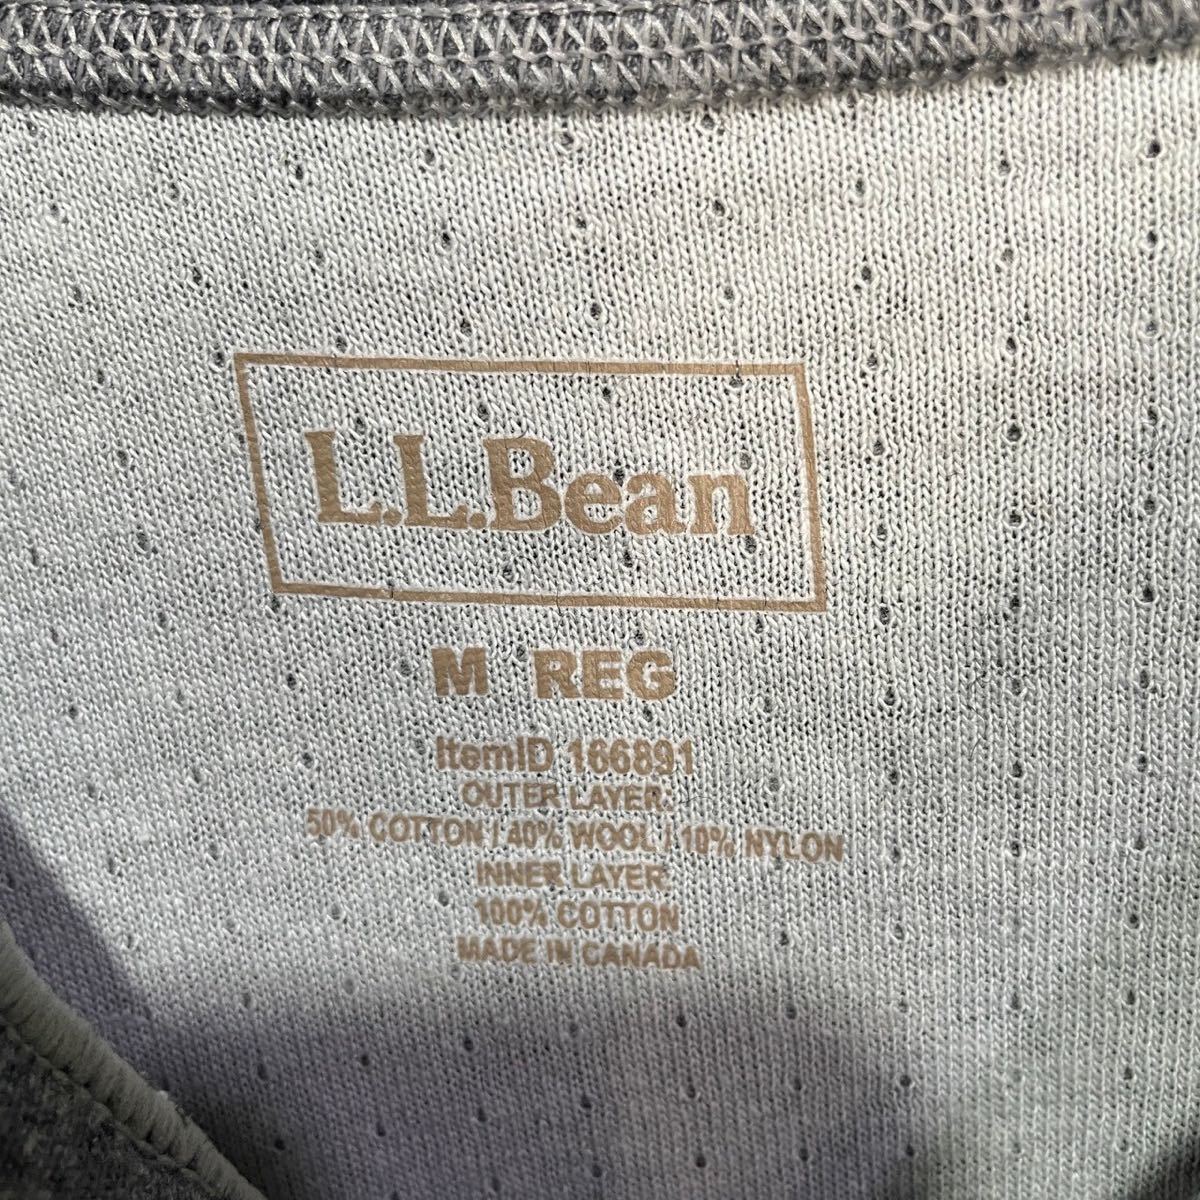 L.L.Bean
M REG
ItemID 166891
OUTER LAYER:
50% COTTON / 40% WOOL / 10% NYLON
INNER LAYER:
100% COTTON
MADE IN CANADA